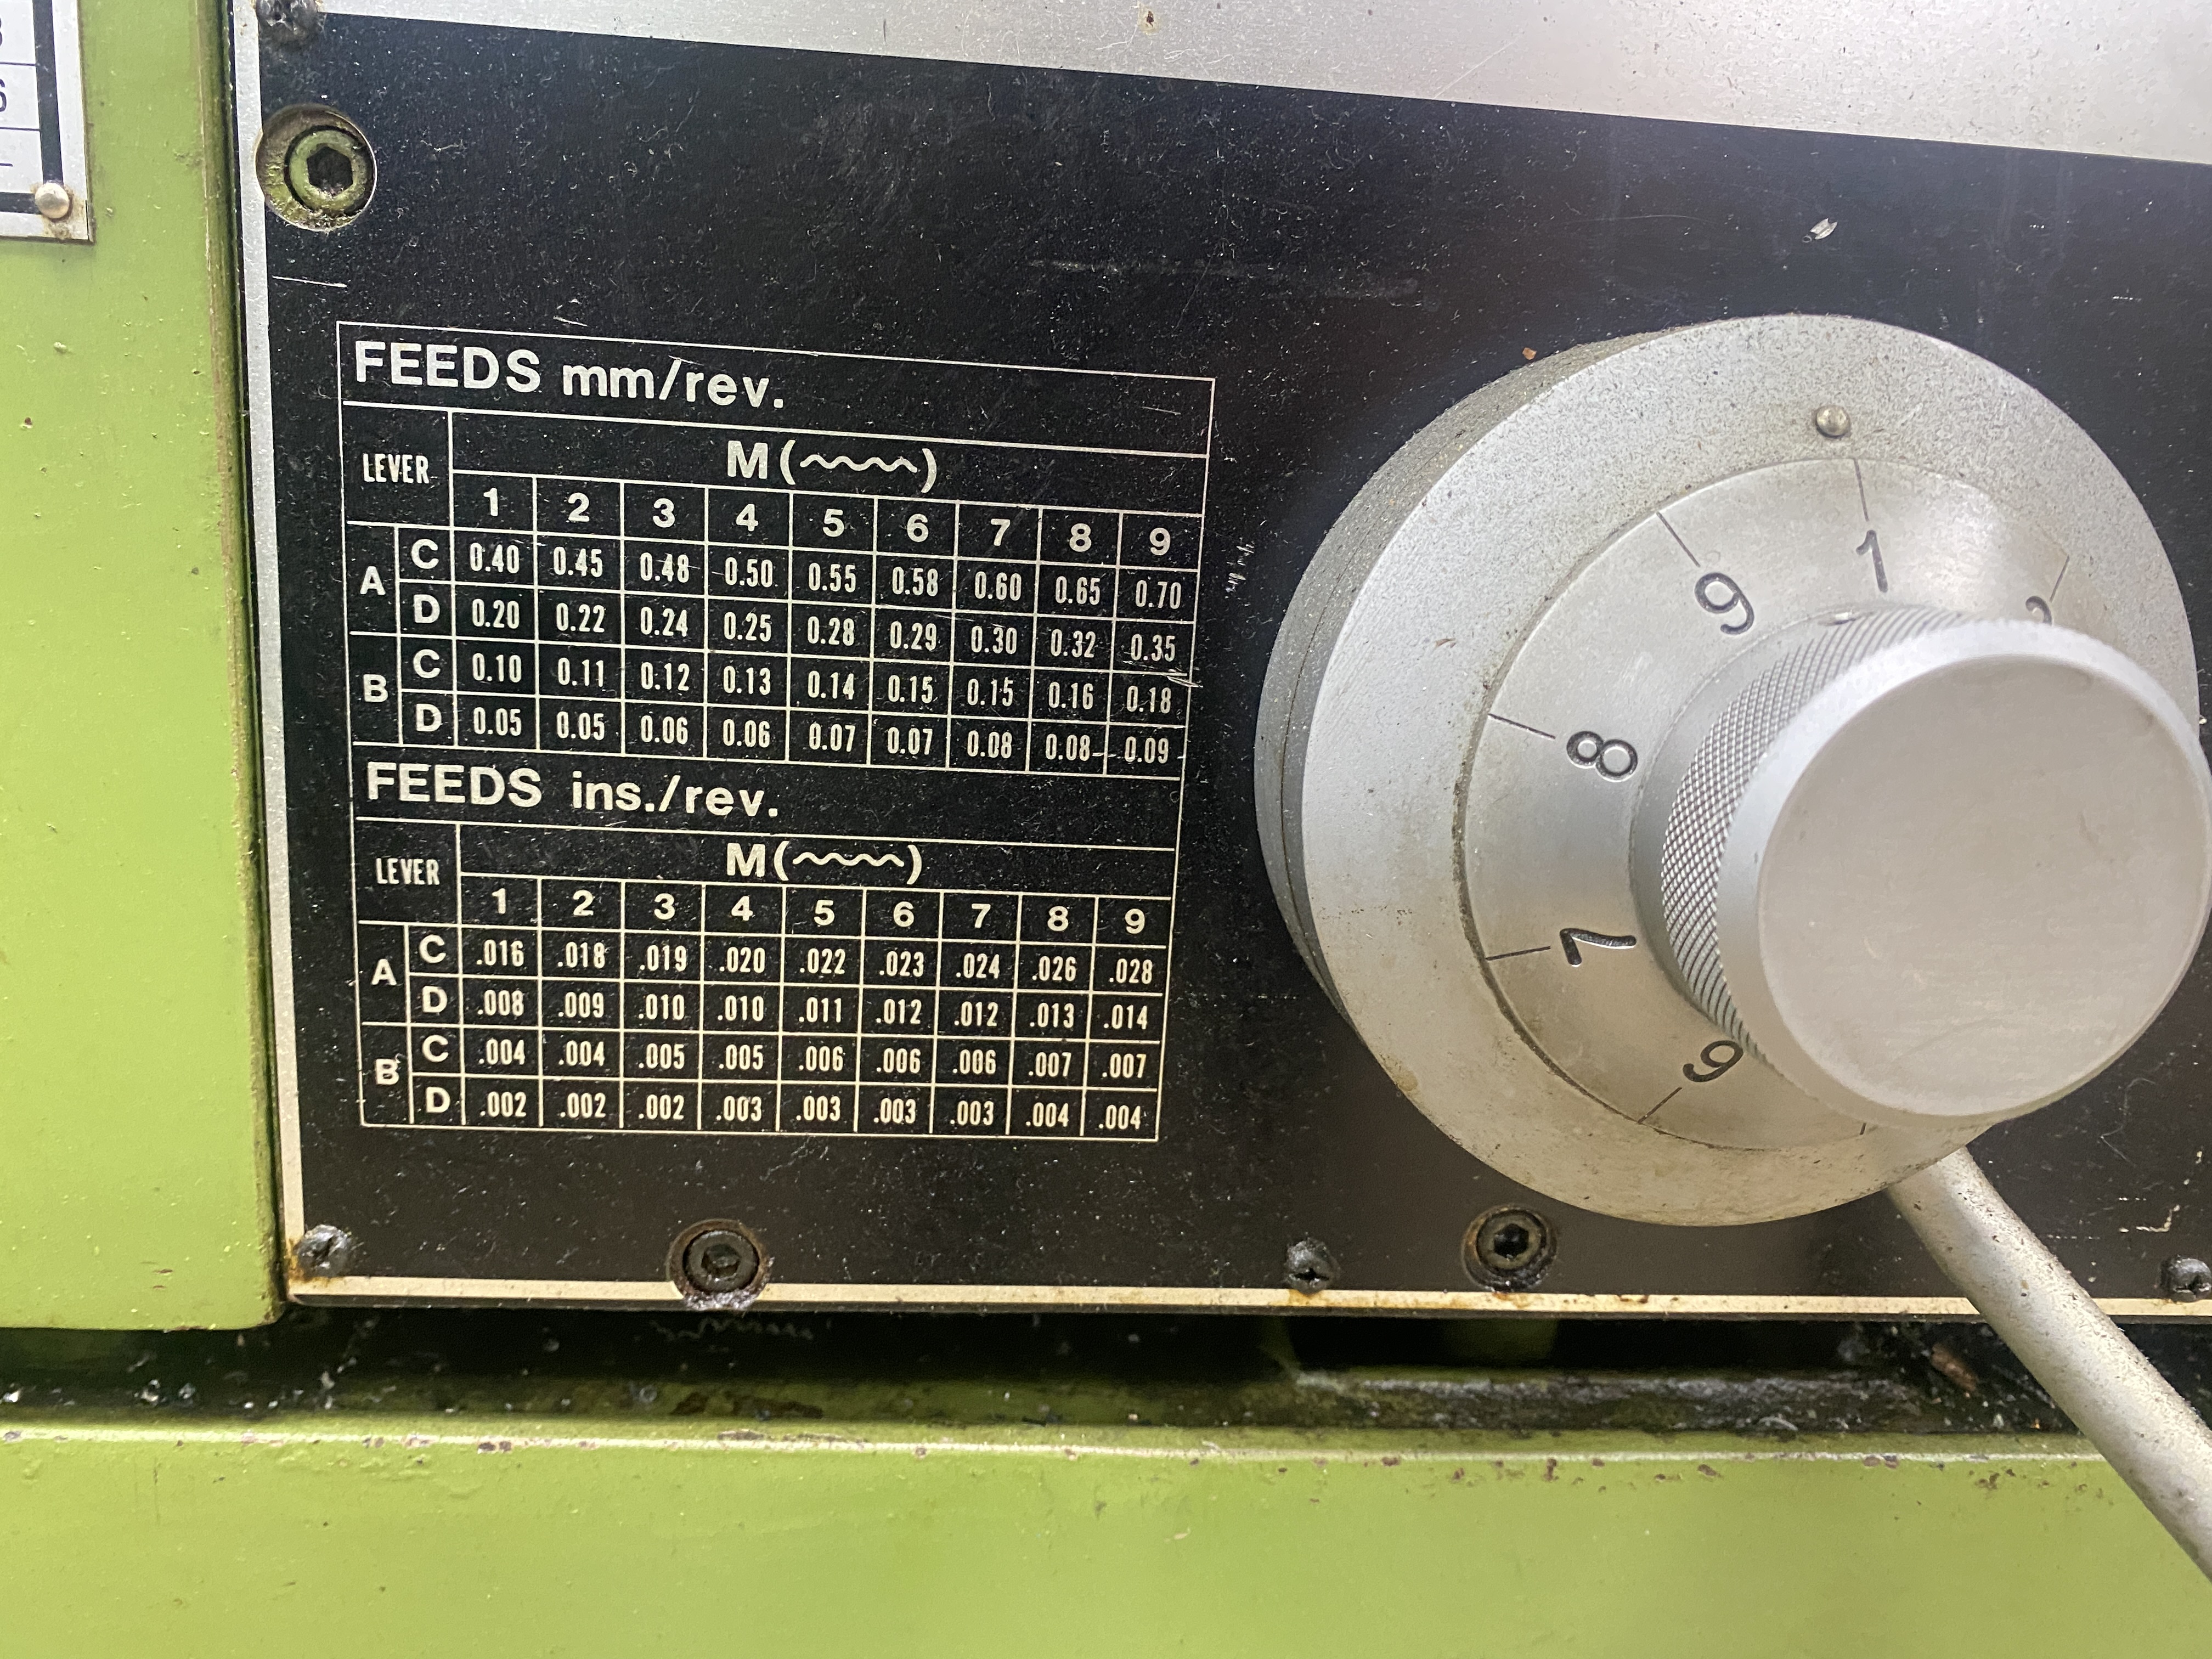 FEEDS mm/rev.
LEVER M(﹏﹏)
1 2 3 4 5 6 7 8 9
A C 0.40 0.45 0.48 0.50 0.55 0.58 0.60 0.65 0.70
D 0.20 0.22 0.24 0.25 0.28 0.29 0.30 0.32 0.35
B C 0.10 0.11 0.12 0.13 0.14 0.15 0.15 0.16 0.18
D 0.05 0.05 0.06 0.06 0.07 0.07 0.08 0.08 0.09
FEEDS ins./rev.
LEVER M(﹏﹏)
1 2 3 4 5 6 7 8 9
A C .016 .018 .019 .020 .022 .023 .024 .026 .028
D .008 .009 .010 .010 .011 .012 .012 .013 .014
B C .004 .004 .005 .005 .006 .006 .006 .007 .007
D .002 .002 .002 .003 .003 .003 .003 .004 .004
1
2
9
8
7
6